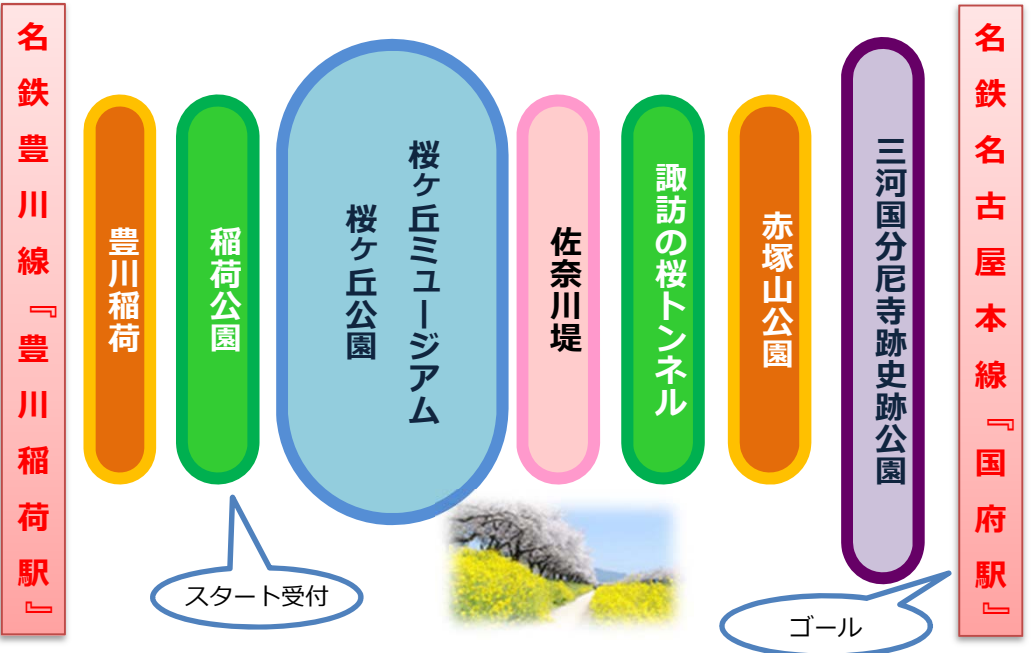 名鉄豊川線『豊川稲荷駅』
豊川稲荷
稲荷公園
スタート受付
桜ヶ丘ミュージアム
桜ヶ丘公園
佐奈川堤
諏訪の桜トンネル
赤塚山公園
三河国分尼寺跡史跡公園
ゴール
名鉄名古屋本線『国府駅』